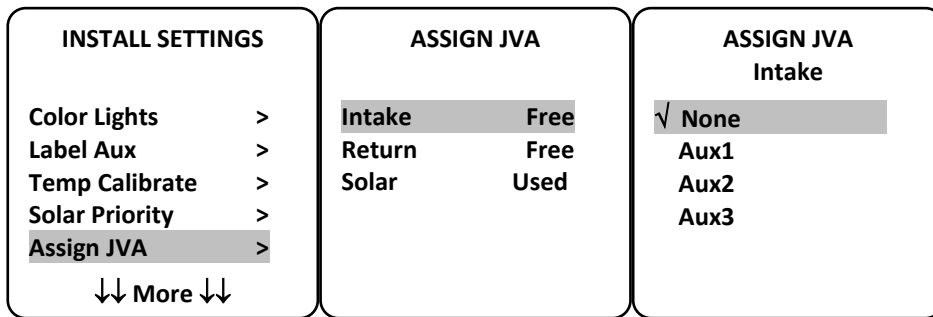 INSTALL SETTINGS
Color Lights >
Label Aux >
Temp Calibrate >
Solar Priority >
Assign JVA >
↓↓ More ↓↓
ASSIGN JVA
Intake Free
Return Free
Solar Used
ASSIGN JVA
Intake
√ None
Aux1
Aux2
Aux3